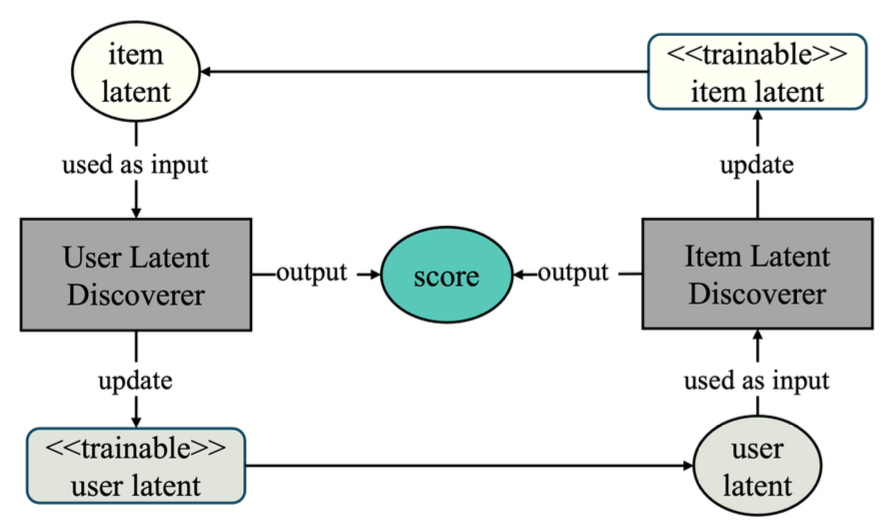 item
latent
<<trainable>>
item latent
used as input
update
User Latent
Discoverer
output
score
output
Item Latent
Discoverer
update
used as input
<<trainable>>
user latent
user
latent